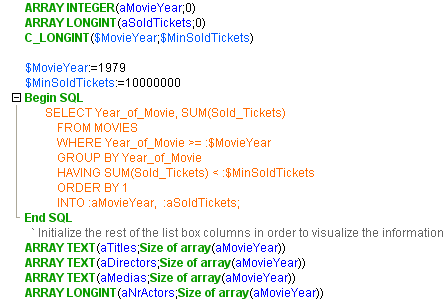 ARRAY INTEGER(aMovieYear;0)
ARRAY LONGINT(aSoldTickets;0)
C_LONGINT($MovieYear;$MinSoldTickets)
$MovieYear:=1979
$MinSoldTickets:=10000000
Begin SQL
SELECT Year_of_Movie, SUM(Sold_Tickets)
FROM MOVIES
WHERE Year_of_Movie >= :$MovieYear
GROUP BY Year_of_Movie
HAVING SUM(Sold_Tickets) < :$MinSoldTickets
ORDER BY 1
INTO :aMovieYear, :aSoldTickets;
End SQL
` Initialize the rest of the list box columns in order to visualize the information
ARRAY TEXT(aTitles;Size of array(aMovieYear))
ARRAY TEXT(aDirectors;Size of array(aMovieYear))
ARRAY TEXT(aMedias;Size of array(aMovieYear))
ARRAY LONGINT(aNrActors;Size of array(aMovieYear))